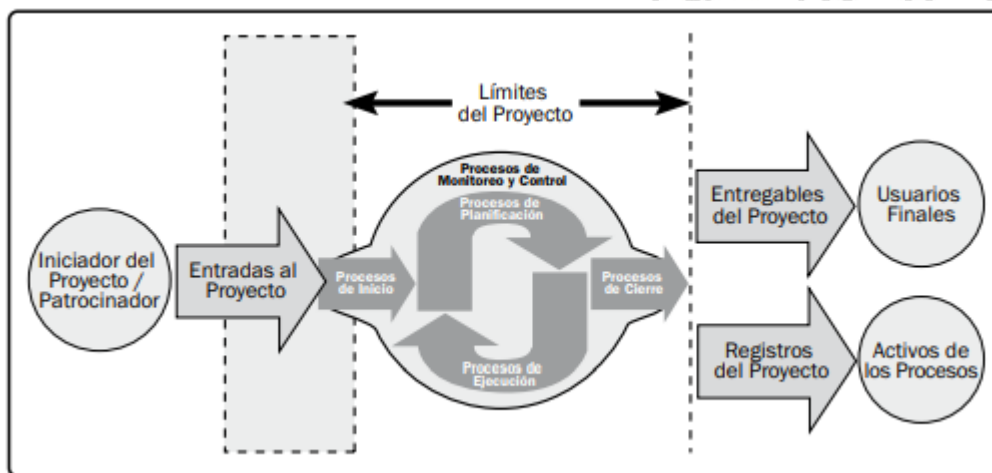 Límites
del Proyecto
Procesos de
Monitoreo y Control
Procesos de
Planificación
Iniciador del
Proyecto /
Patrocinador
Entradas al
Proyecto
Procesos
de Inicio
Procesos
de Cierre
Procesos de
Ejecución
Entregables
del Proyecto
Usuarios
Finales
Registros
del Proyecto
Activos de
los Procesos